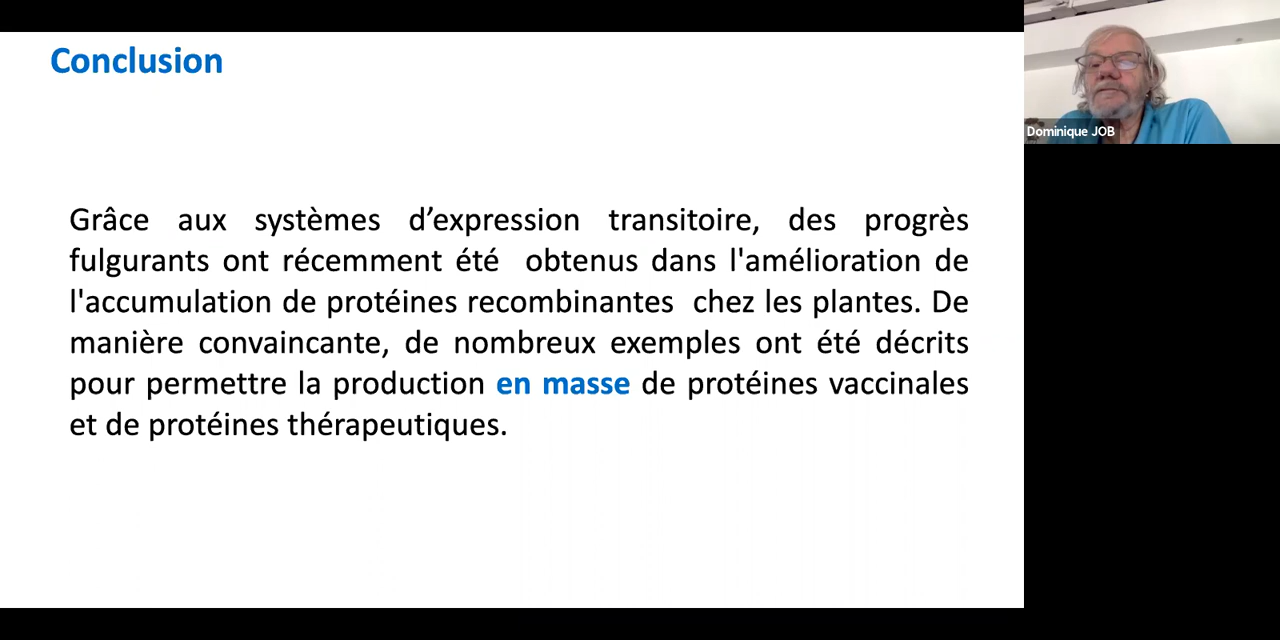 Conclusion
Grâce aux systèmes d’expression transitoire, des progrès
fulgurants ont récemment été obtenus dans l'amélioration de
l'accumulation de protéines recombinantes chez les plantes. De
manière convaincante, de nombreux exemples ont été décrits
pour permettre la production en masse de protéines vaccinales
et de protéines thérapeutiques.
Dominique JOB